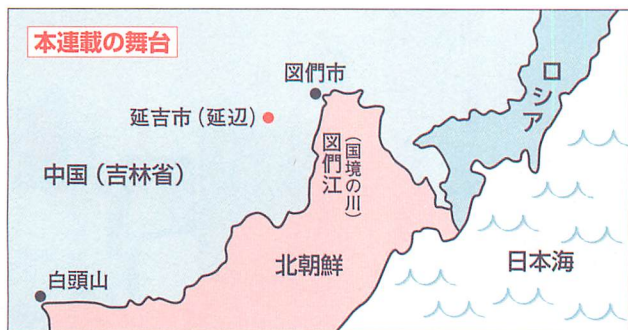 本連載の舞台
図們市
延吉市（延辺）
ロシア
中国（吉林省）
図們江
（国境の川）
北朝鮮
日本海
白頭山